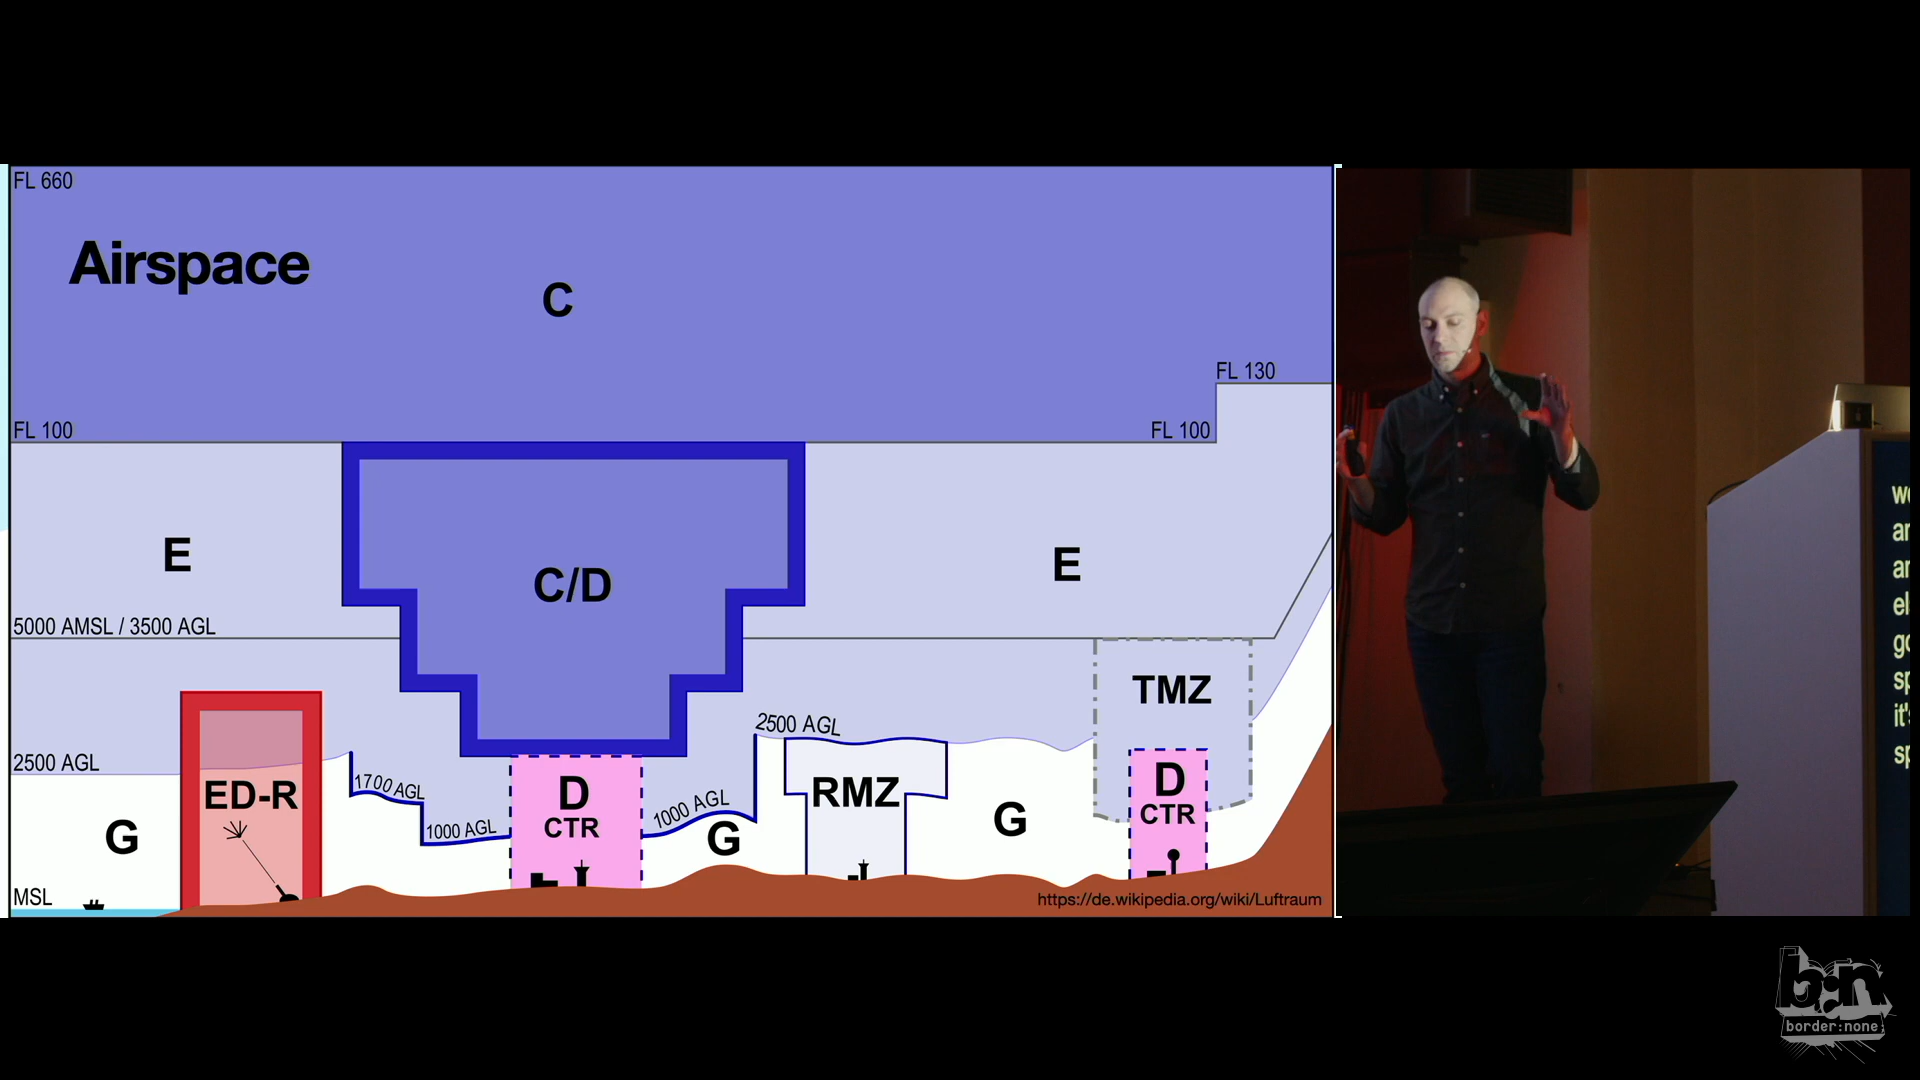 FL 660
Airspace
C
FL 130
FL 100
FL 100
E
C/D
E
5000 AMSL / 3500 AGL
TMZ
2500 AGL
2500 AGL
1700 AGL
1000 AGL
1000 AGL
ED-R
D
CTR
RMZ
D
CTR
G
G
G
MSL
https://de.wikipedia.org/wiki/Luftraum
it's
b:n
border:none